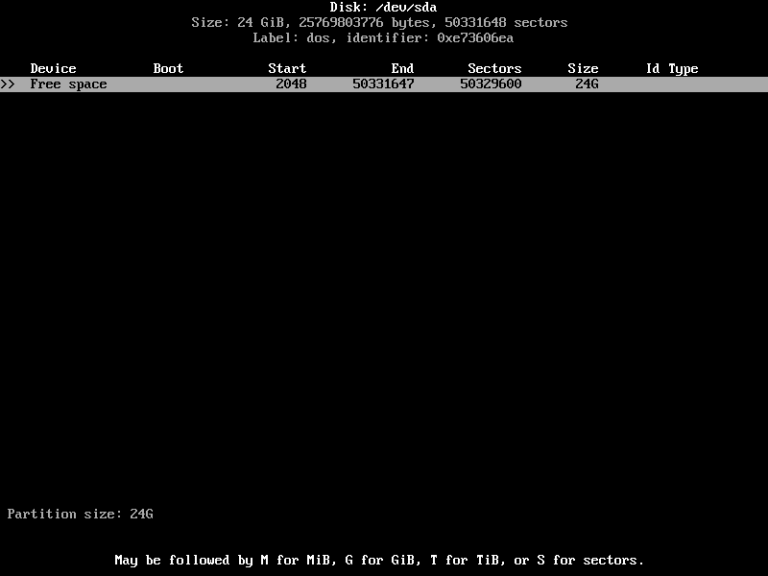 Disk: /dev/sda
Size: 24 GiB, 25769803776 bytes, 50331648 sectors
Label: dos, identifier: 0xe73606ea
Device Boot Start End Sectors Size Id Type
>> Free space 2048 50331647 50329600 24G
Partition size: 24G
May be followed by M for MiB, G for GiB, T for TiB, or S for sectors.